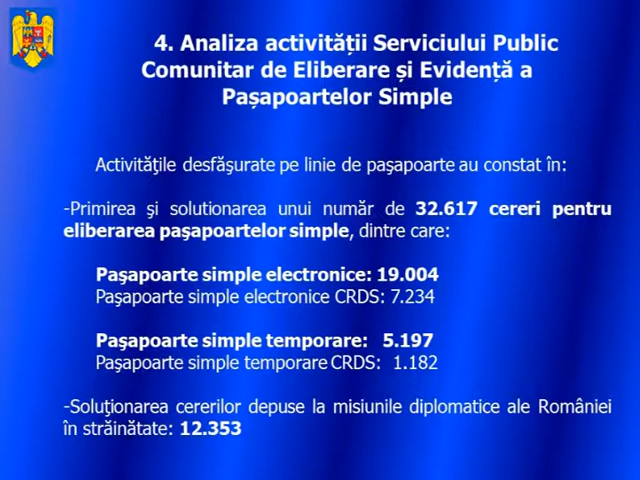 4. Analiza activității Serviciului Public
Comunitar de Eliberare și Evidență a
Pașapoartelor Simple
Activităţile desfăşurate pe linie de paşapoarte au constat în:
-Primirea şi solutionarea unui număr de 32.617 cereri pentru
eliberarea paşapoartelor simple, dintre care:
Paşapoarte simple electronice: 19.004
Paşapoarte simple electronice CRDS: 7.234
Paşapoarte simple temporare: 5.197
Paşapoarte simple temporare CRDS: 1.182
-Soluţionarea cererilor depuse la misiunile diplomatice ale României
în străinătate: 12.353